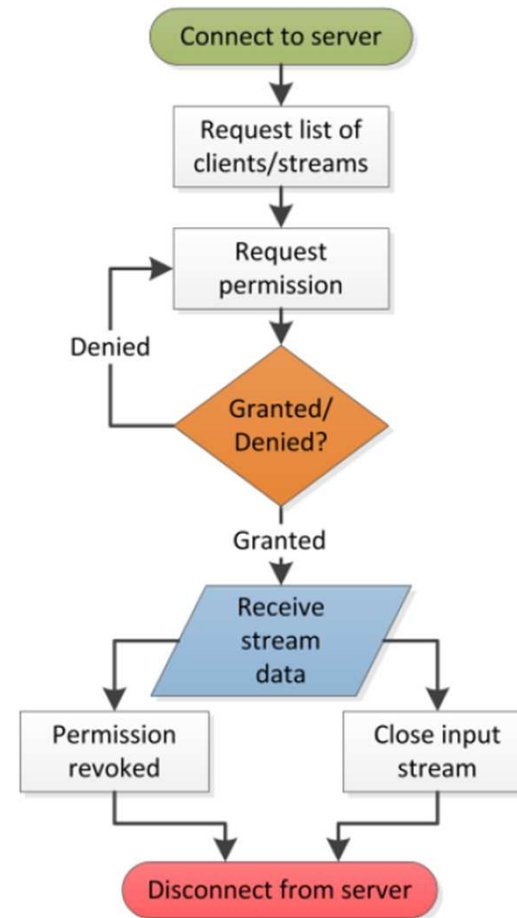 Connect to server
Request list of
clients/streams
Request
permission
Denied
Granted/
Denied?
Granted
Receive
stream
data
Permission
revoked
Close input
stream
Disconnect from server